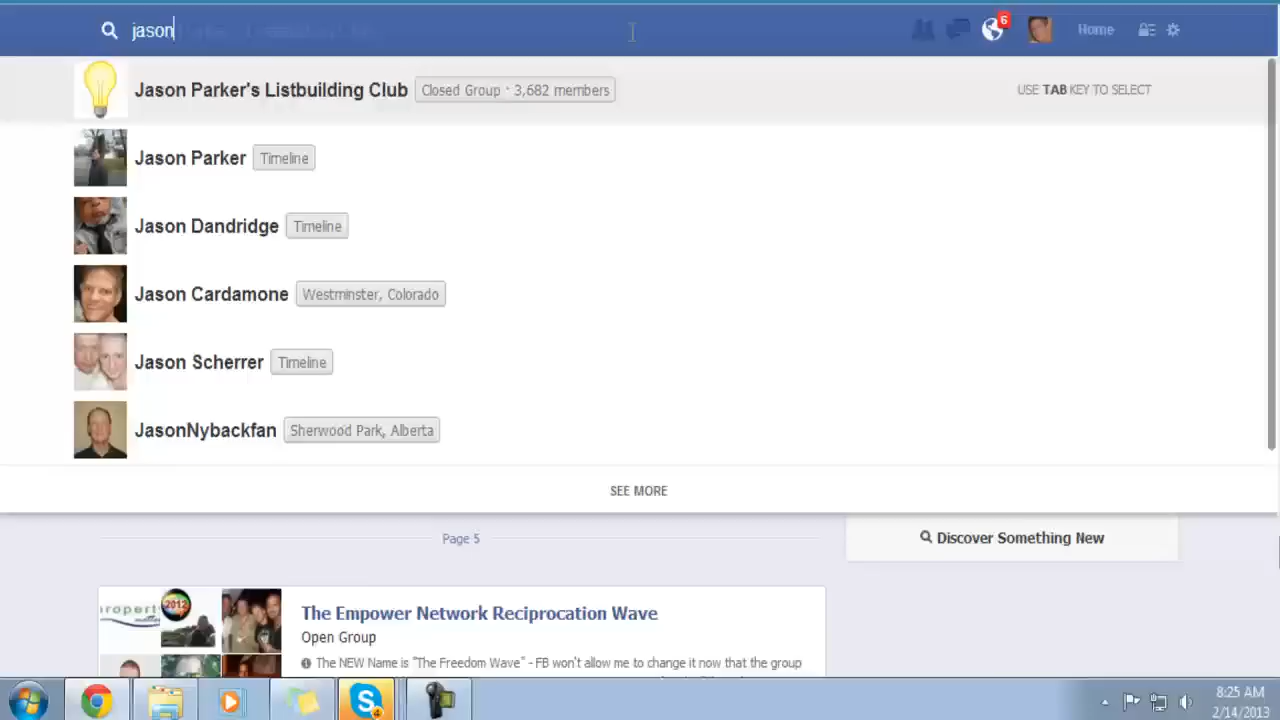 jason
6
Home
Jason Parker's Listbuilding Club Closed Group · 3,682 members USE TAB KEY TO SELECT
Jason Parker Timeline
Jason Dandridge Timeline
Jason Cardamone Westminster, Colorado
Jason Scherrer Timeline
JasonNybackfan Sherwood Park, Alberta
SEE MORE
Page 5
Discover Something New
propert
2012
The Empower Network Reciprocation Wave
Open Group
The NEW Name is "The Freedom Wave" - FB won't allow me to change it now that the group
8:25 AM
2/14/2013